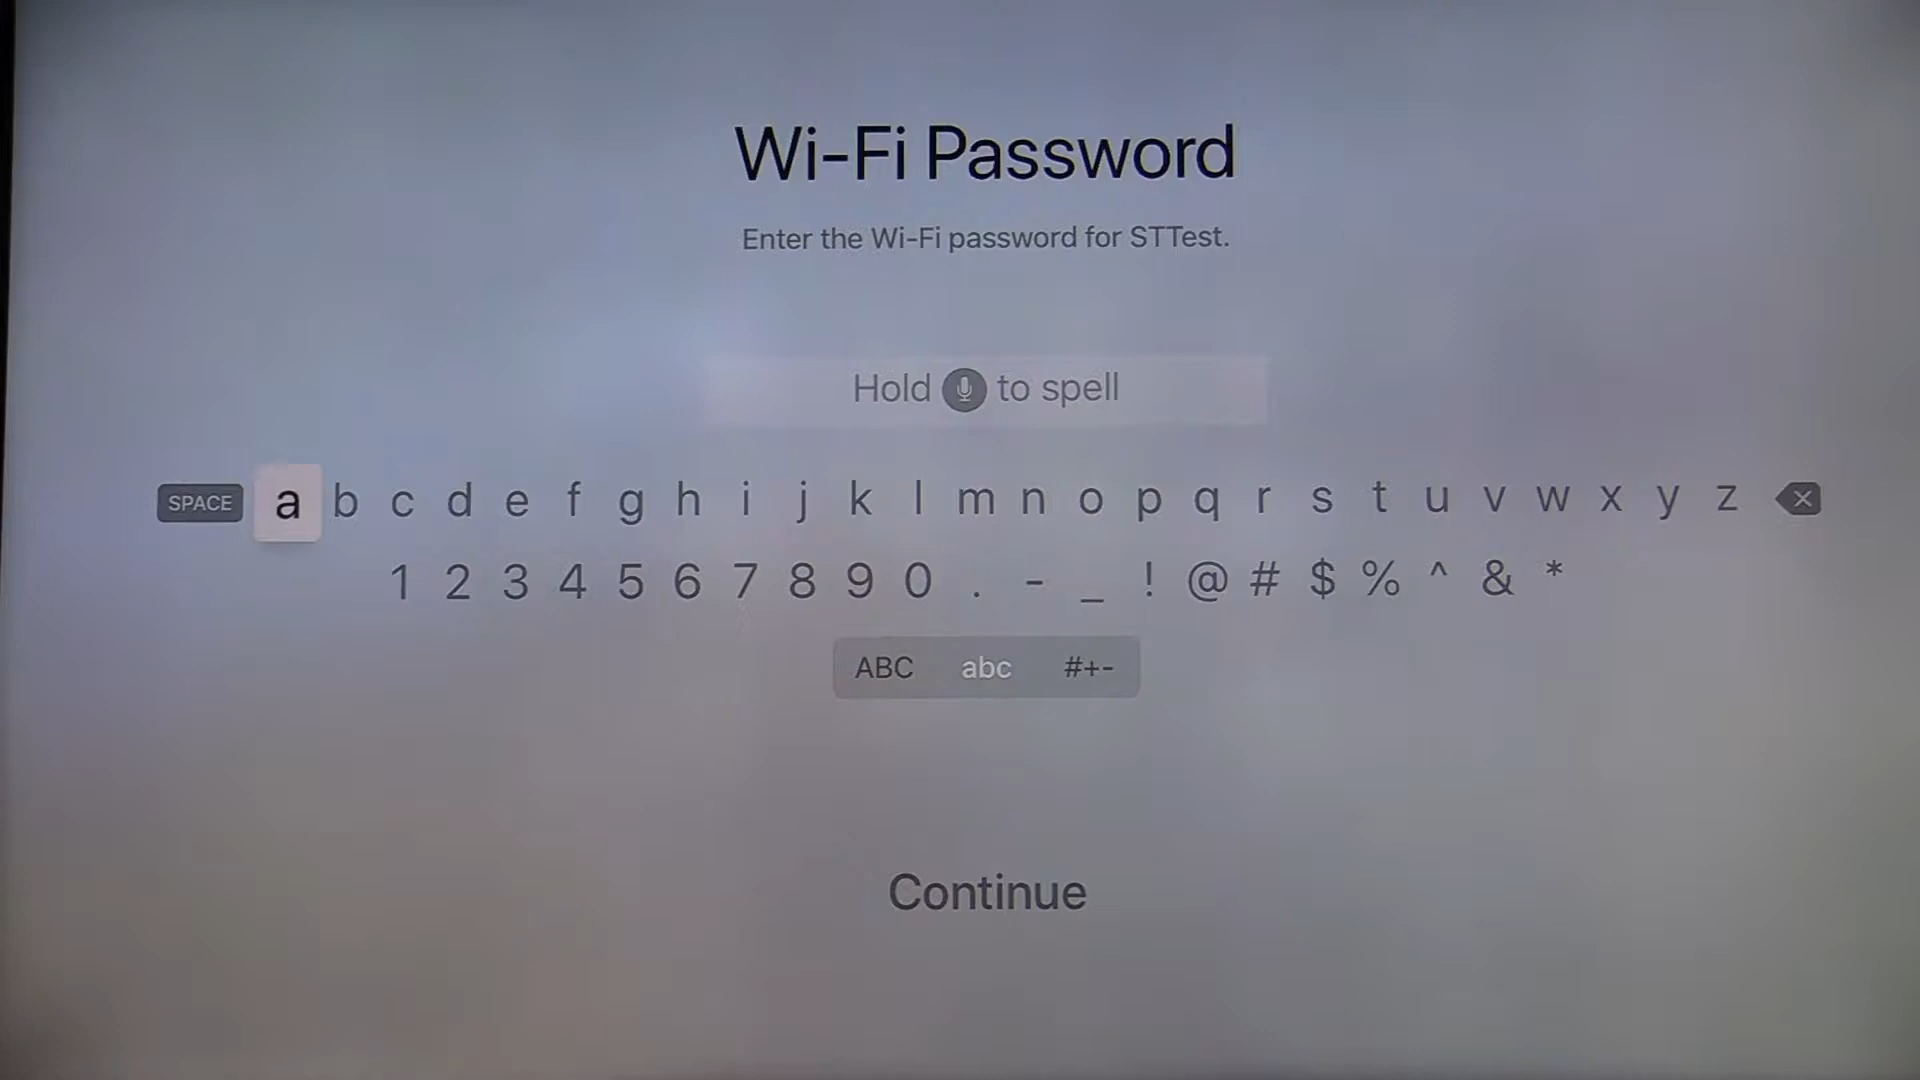 Wi-Fi Password
Enter the Wi-Fi password for STTest.
Hold to spell
SPACE a b c d e f g h i j k l m n o p q r s t u v w x y z
1 2 3 4 5 6 7 8 9 0 . - _ ! @ # $ % ^ & *
ABC abc #+-
Continue